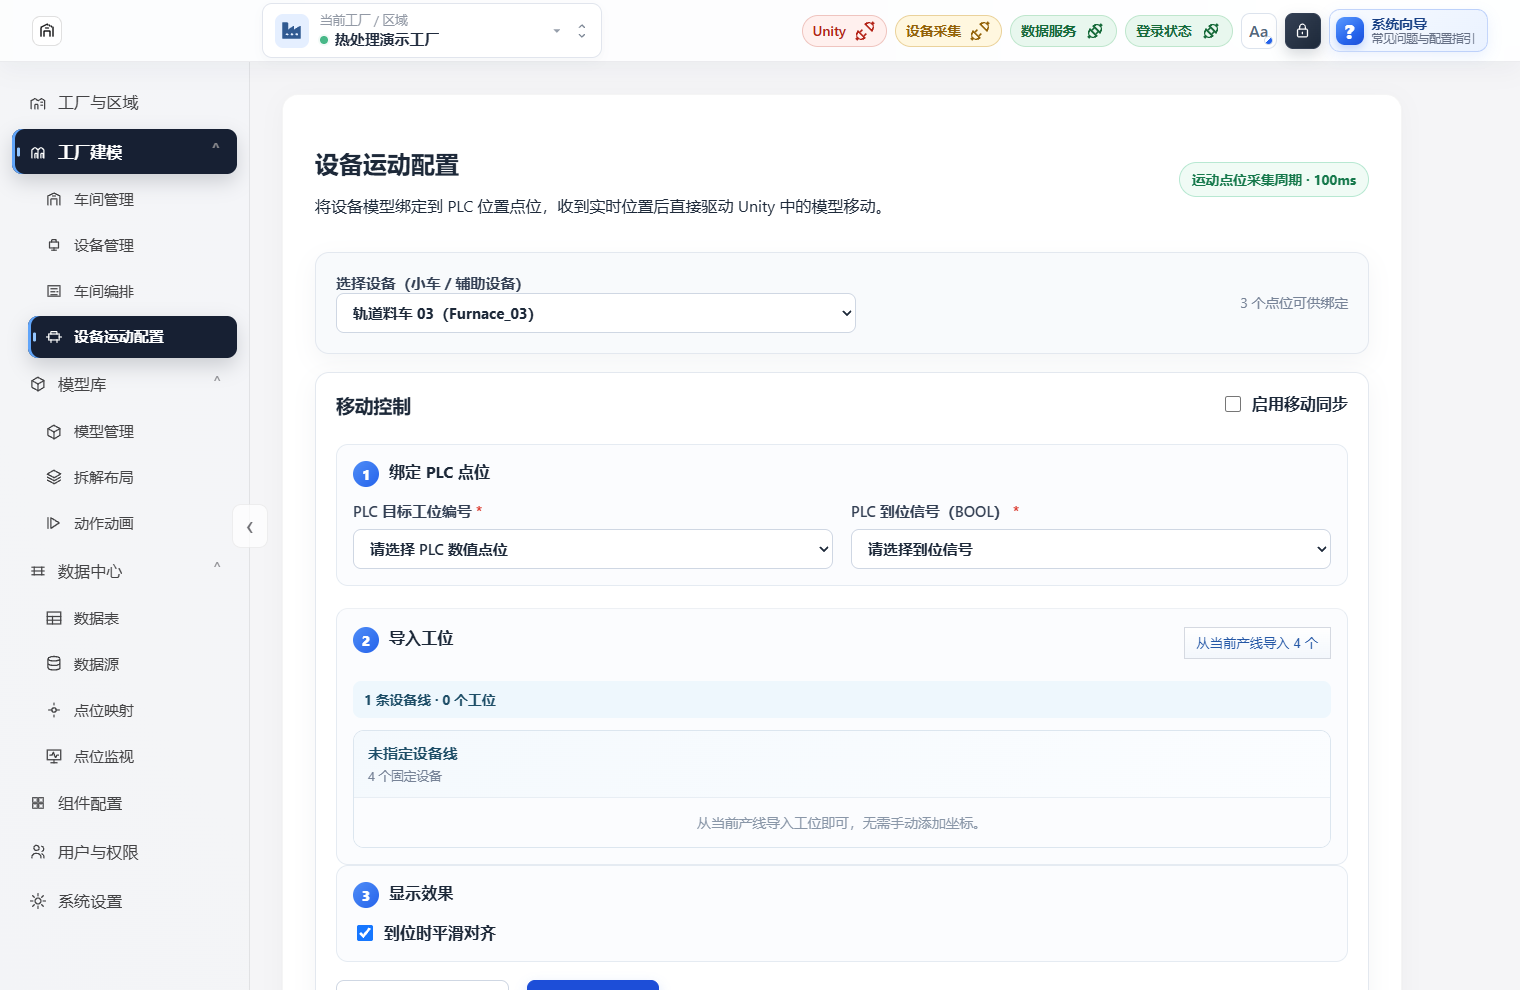 当前工厂 / 区域
热处理演示工厂
Unity
设备采集
数据服务
登录状态
Aa
?
系统向导
常见问题与配置指引
工厂与区域
工厂建模
车间管理
设备管理
车间编排
设备运动配置
模型库
模型管理
拆解布局
动作动画
数据中心
数据表
数据源
点位映射
点位监视
组件配置
用户与权限
系统设置
设备运动配置
将设备模型绑定到 PLC 位置点位，收到实时位置后直接驱动 Unity 中的模型移动。
运动点位采集周期 · 100ms
选择设备（小车 / 辅助设备）
轨道料车 03（Furnace_03）
3 个点位可供绑定
移动控制
启用移动同步
1 绑定 PLC 点位
PLC 目标工位编号 *
请选择 PLC 数值点位
PLC 到位信号（BOOL） *
请选择到位信号
2 导入工位
从当前产线导入 4 个
1 条设备线 · 0 个工位
未指定设备线
4 个固定设备
从当前产线导入工位即可，无需手动添加坐标。
3 显示效果
到位时平滑对齐